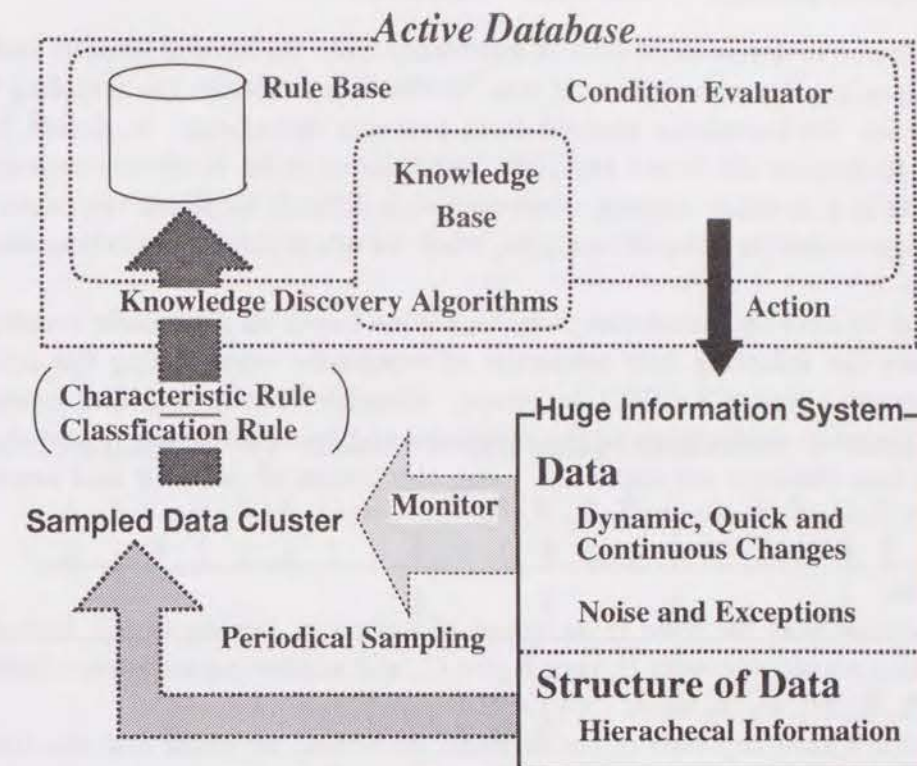 Active Database
Rule Base
Condition Evaluator
Knowledge
Base
Knowledge Discovery Algorithms
Action
Characteristic Rule
Classfication Rule
Huge Information System
Data
Monitor
Sampled Data Cluster
Dynamic, Quick and
Continuous Changes
Noise and Exceptions
Periodical Sampling
Structure of Data
Hierachecal Information